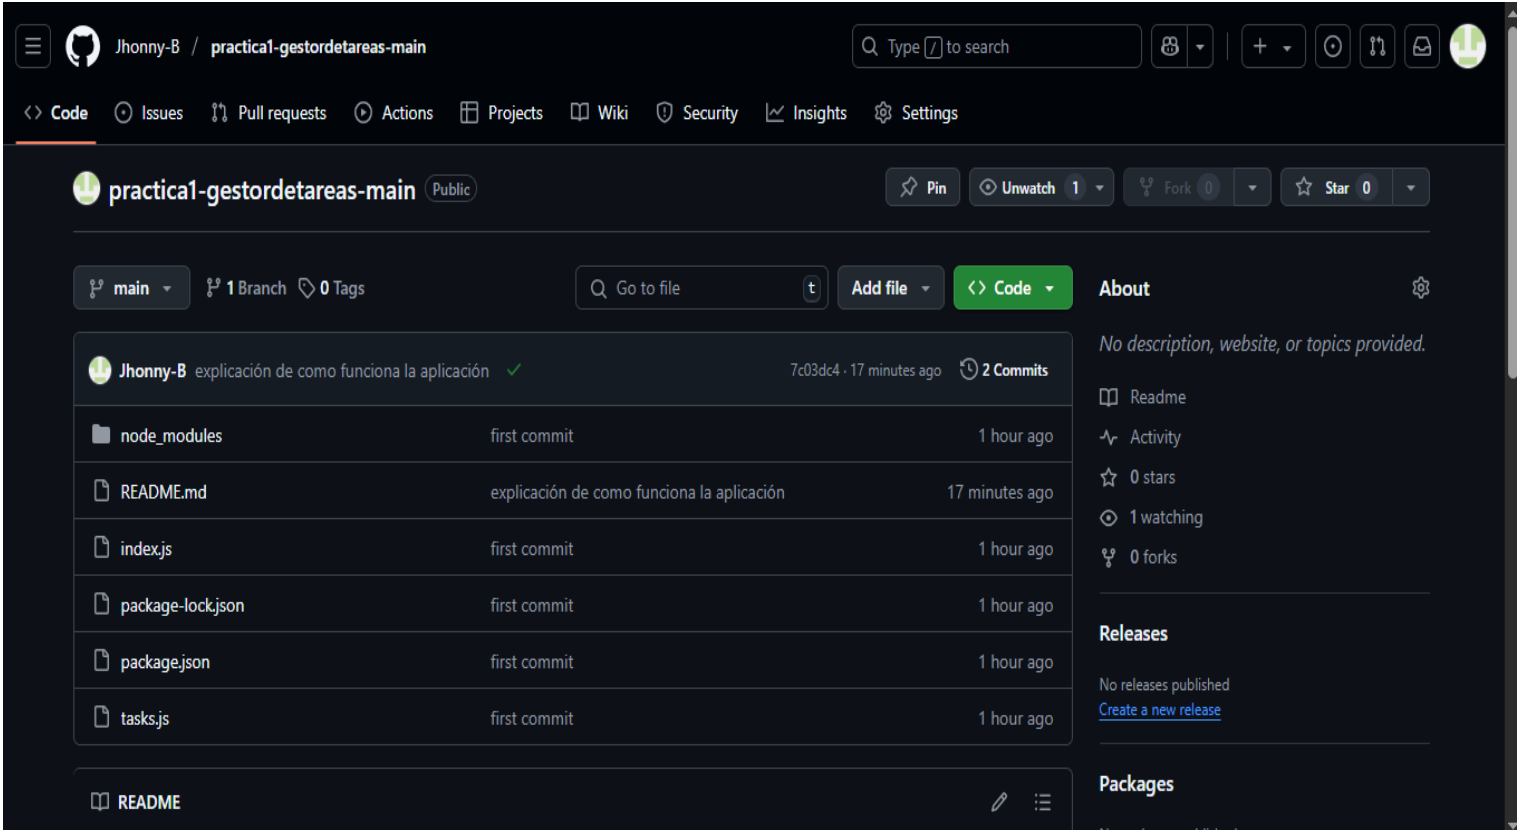 Jhonny-B / practica1-gestordetareas-main
Type / to search
Code Issues Pull requests Actions Projects Wiki Security Insights Settings
practica1-gestordetareas-main Public
Pin Unwatch 1 Fork 0 Star 0
main 1 Branch 0 Tags
Go to file t Add file Code
Jhonny-B explicación de como funciona la aplicación 7c03dc4 · 17 minutes ago 2 Commits
node_modules first commit 1 hour ago
README.md explicación de como funciona la aplicación 17 minutes ago
index.js first commit 1 hour ago
package-lock.json first commit 1 hour ago
package.json first commit 1 hour ago
tasks.js first commit 1 hour ago
README
About
No description, website, or topics provided.
Readme
Activity
0 stars
1 watching
0 forks
Releases
No releases published
Create a new release
Packages